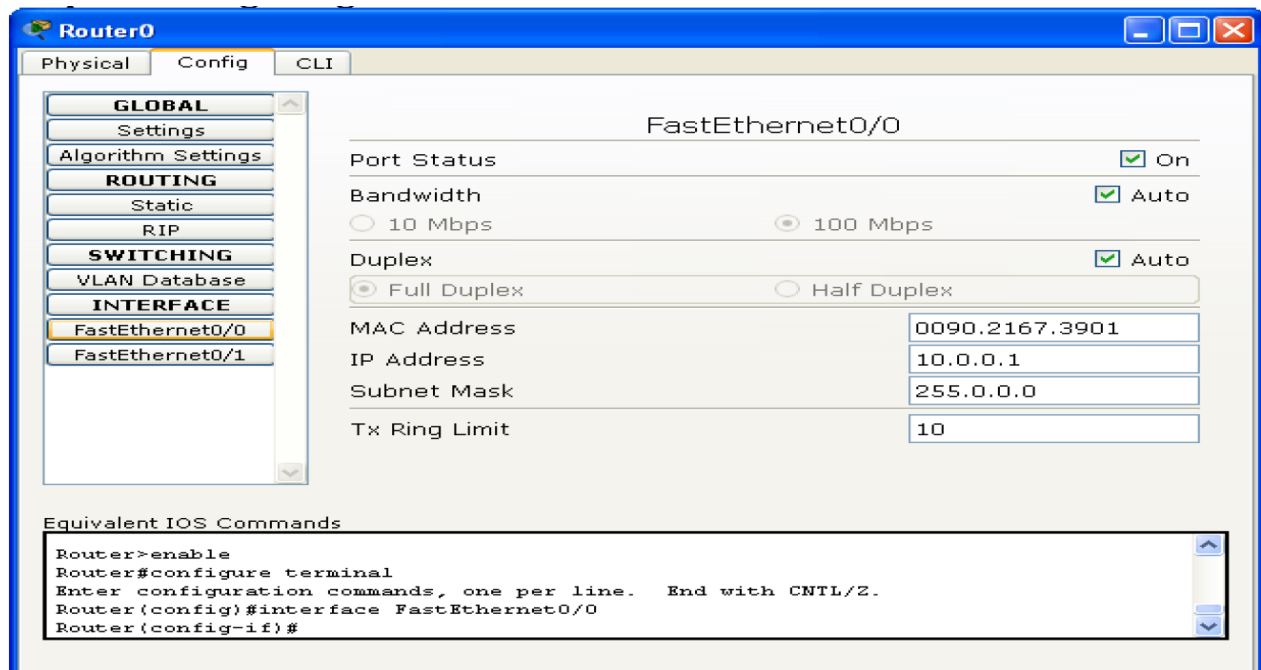 Router0
Physical Config CLI
GLOBAL
Settings
Algorithm Settings
ROUTING
Static
RIP
SWITCHING
VLAN Database
INTERFACE
FastEthernet0/0
FastEthernet0/1
FastEthernet0/0
Port Status On
Bandwidth Auto
10 Mbps 100 Mbps
Duplex Auto
Full Duplex Half Duplex
MAC Address 0090.2167.3901
IP Address 10.0.0.1
Subnet Mask 255.0.0.0
Tx Ring Limit 10
Equivalent IOS Commands
Router>enable
Router#configure terminal
Enter configuration commands, one per line. End with CNTL/Z.
Router(config)#interface FastEthernet0/0
Router(config-if)#